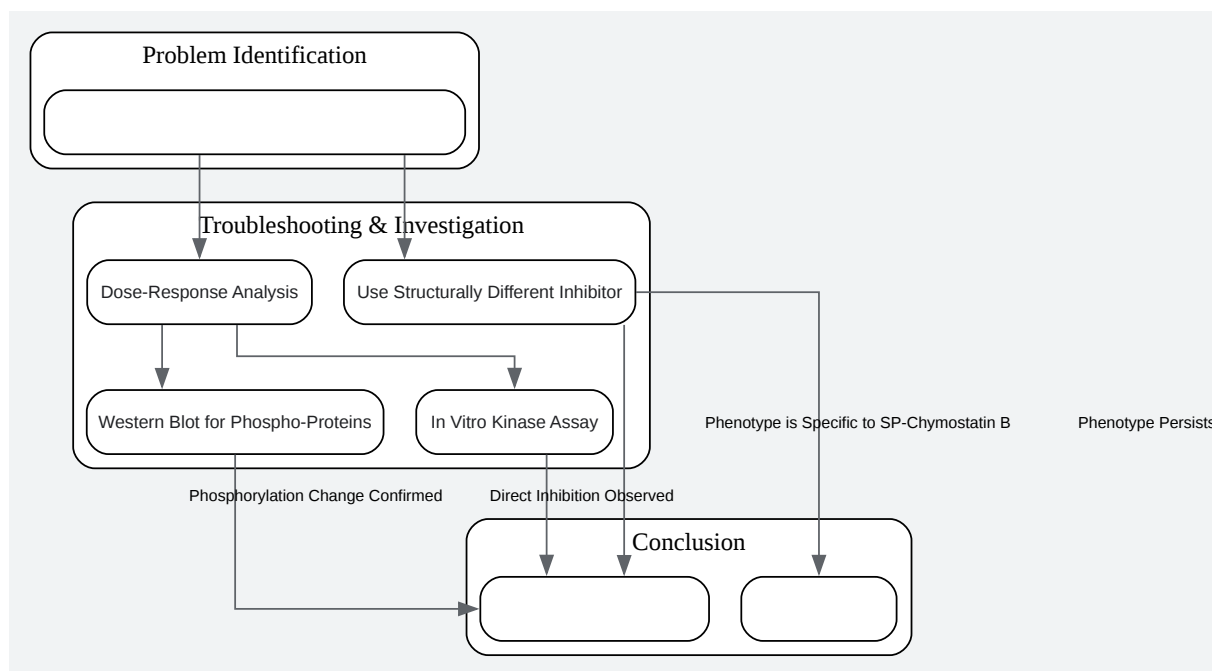 Problem Identification
Troubleshooting & Investigation
Dose-Response Analysis
Use Structurally Different Inhibitor
Western Blot for Phospho-Proteins
In Vitro Kinase Assay
Phenotype is Specific to SP-Chymostatin B
Phenotype Persists
Phosphorylation Change Confirmed
Direct Inhibition Observed
Conclusion